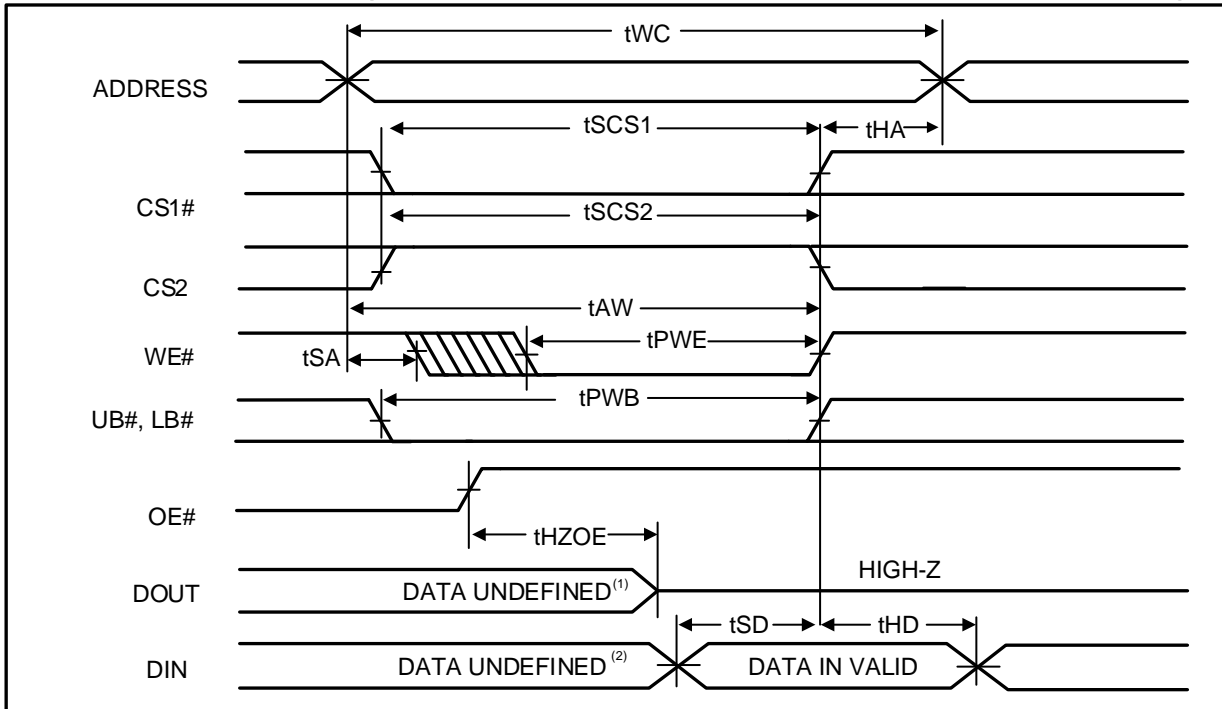 tWC
ADDRESS
tSCS1
tHA
CS1#
tSCS2
CS2
tAW
WE#
tSA
tPWE
UB#, LB#
tPWB
OE#
tHZOE
DOUT
DATA UNDEFINED(1)
HIGH-Z
tSD
tHD
DIN
DATA UNDEFINED (2)
DATA IN VALID